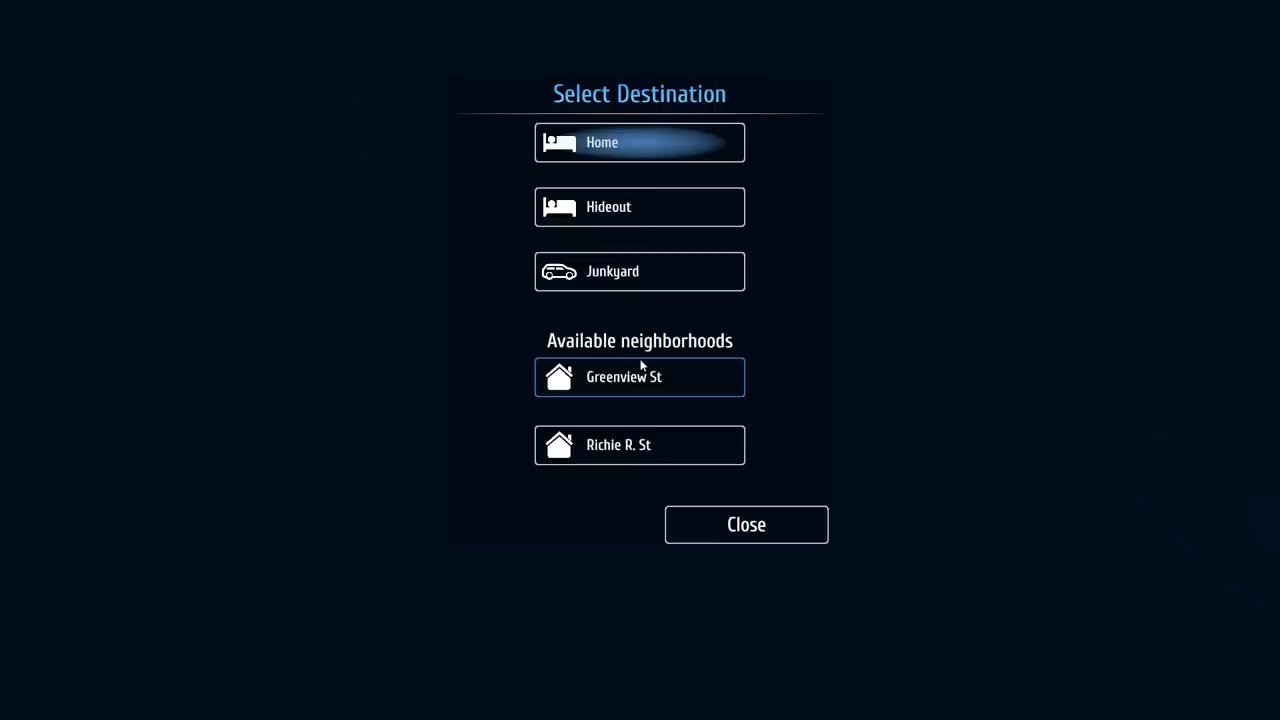 Select Destination
Home
Hideout
Junkyard
Available neighborhoods
Greenview St
Richie R. St
Close